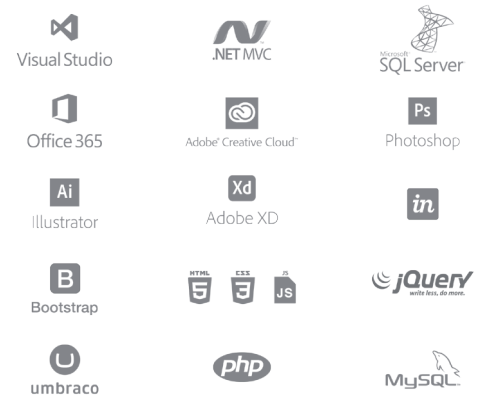 Visual Studio
.NET MVC
Microsoft®
SQL Server
Office 365
Adobe® Creative Cloud™
Ps
Photoshop
Ai
Illustrator
Xd
Adobe XD
in
B
Bootstrap
HTML
5
CSS
3
JS
JS
jQuery
write less, do more.
umbraco
php
MySQL